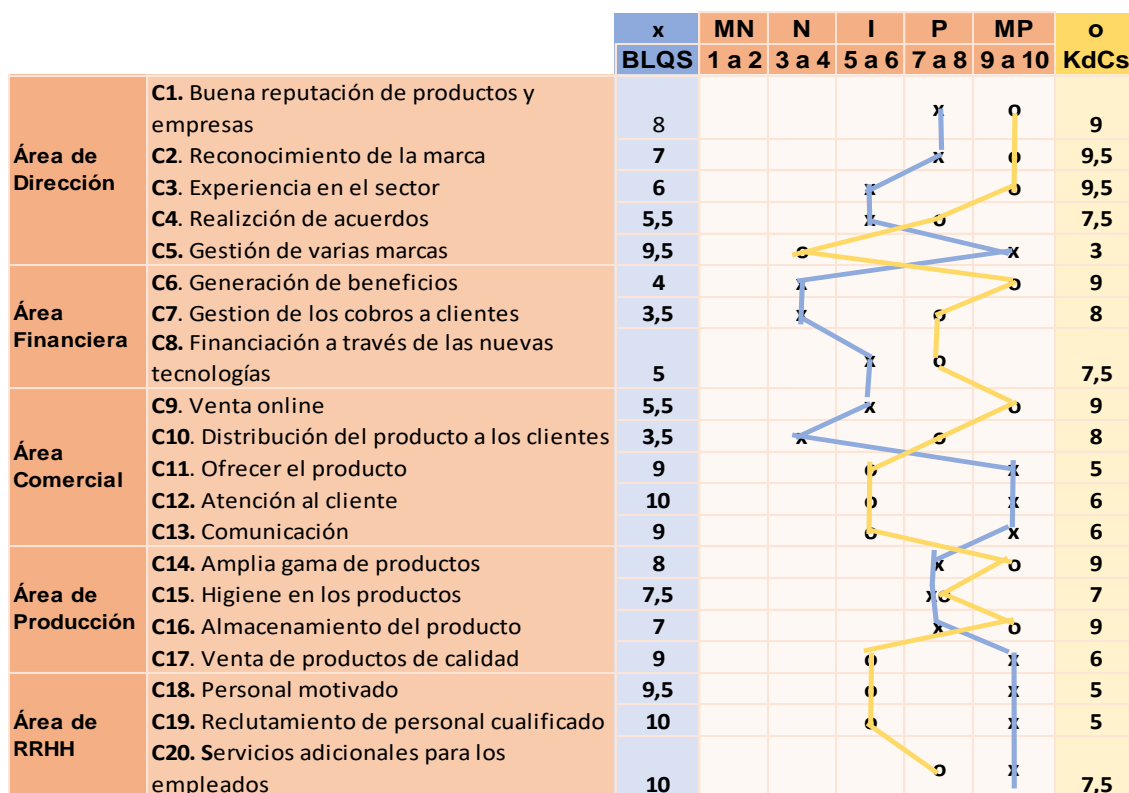 x MN N I P MP o
BLQS 1 a 2 3 a 4 5 a 6 7 a 8 9 a 10 KdCs
Área de Dirección
C1. Buena reputación de productos y
empresas 8 x o 9
C2. Reconocimiento de la marca 7 x o 9,5
C3. Experiencia en el sector 6 x o 9,5
C4. Realizción de acuerdos 5,5 x o 7,5
C5. Gestión de varias marcas 9,5 o x 3
Área Financiera
C6. Generación de beneficios 4 x o 9
C7. Gestion de los cobros a clientes 3,5 x o 8
C8. Financiación a través de las nuevas
tecnologías 5 x o 7,5
Área Comercial
C9. Venta online 5,5 x o 9
C10. Distribución del producto a los clientes 3,5 x o 8
C11. Ofrecer el producto 9 o x 5
C12. Atención al cliente 10 o x 6
C13. Comunicación 9 o x 6
Área de Producción
C14. Amplia gama de productos 8 x o 9
C15. Higiene en los productos 7,5 x o 7
C16. Almacenamiento del producto 7 x o 9
C17. Venta de productos de calidad 9 o x 6
Área de RRHH
C18. Personal motivado 9,5 o x 5
C19. Reclutamiento de personal cualificado 10 o x 5
C20. Servicios adicionales para los
empleados 10 o x 7,5